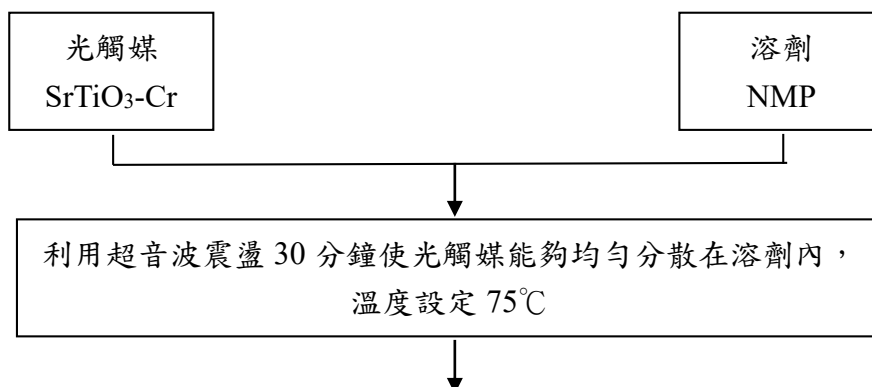 光觸媒
SrTiO₃-Cr
溶劑
NMP
利用超音波震盪 30 分鐘使光觸媒能夠均勻分散在溶劑內，
溫度設定 75℃